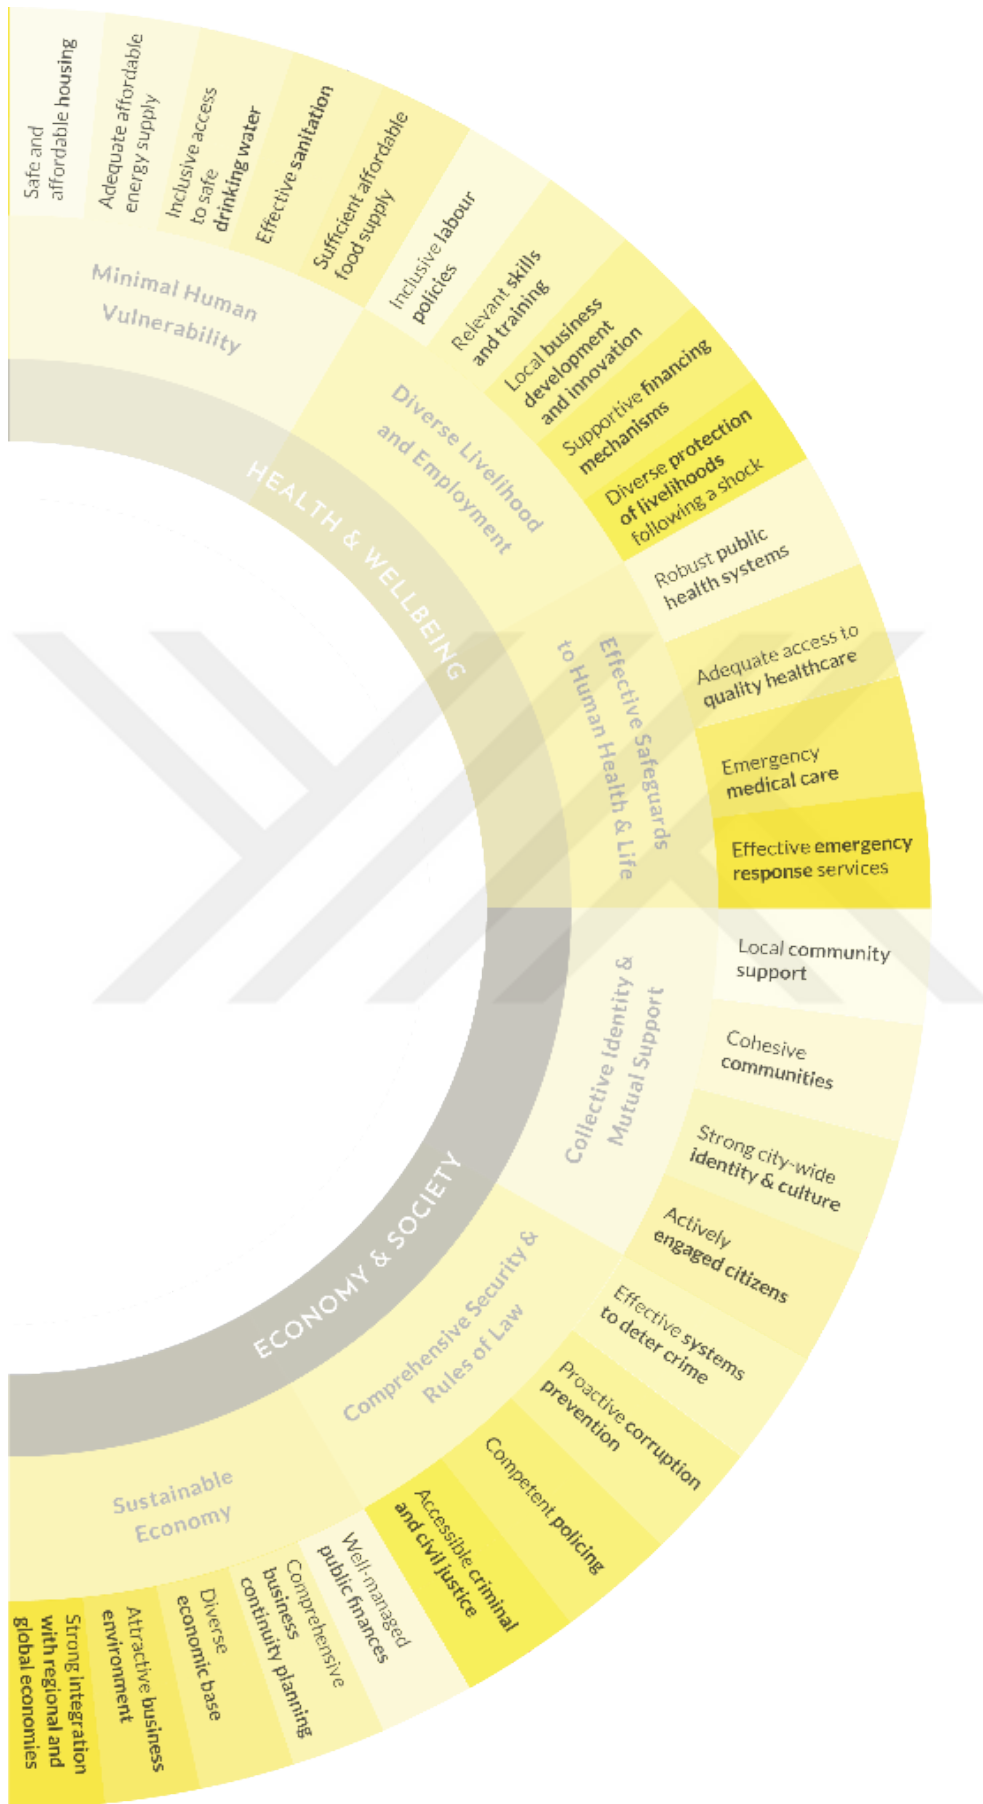 Safe and
affordable housing
Adequate affordable
energy supply
Inclusive access
to safe
drinking water
Effective sanitation
Sufficient affordable
food supply
Minimal Human
Vulnerability
Inclusive labour
policies
Relevant skills
and training
Local business
development
and innovation
Supportive financing
mechanisms
Diverse protection
of livelihoods
following a shock
Diverse Livelihood
and Employment
HEALTH & WELLBEING
Robust public
health systems
Adequate access to
quality healthcare
Emergency
medical care
Effective emergency
response services
Effective Safeguards
to Human Health & Life
Local community
support
Cohesive
communities
Strong city-wide
identity & culture
Actively
engaged citizens
Collective Identity &
Mutual Support
ECONOMY & SOCIETY
Effective systems
to deter crime
Proactive corruption
prevention
Competent policing
Accessible criminal
and civil justice
Comprehensive Security &
Rules of Law
Well-managed
public finances
Comprehensive
business
continuity planning
Diverse
economic base
Attractive business
environment
Strong integration
with regional and
global economies
Sustainable
Economy